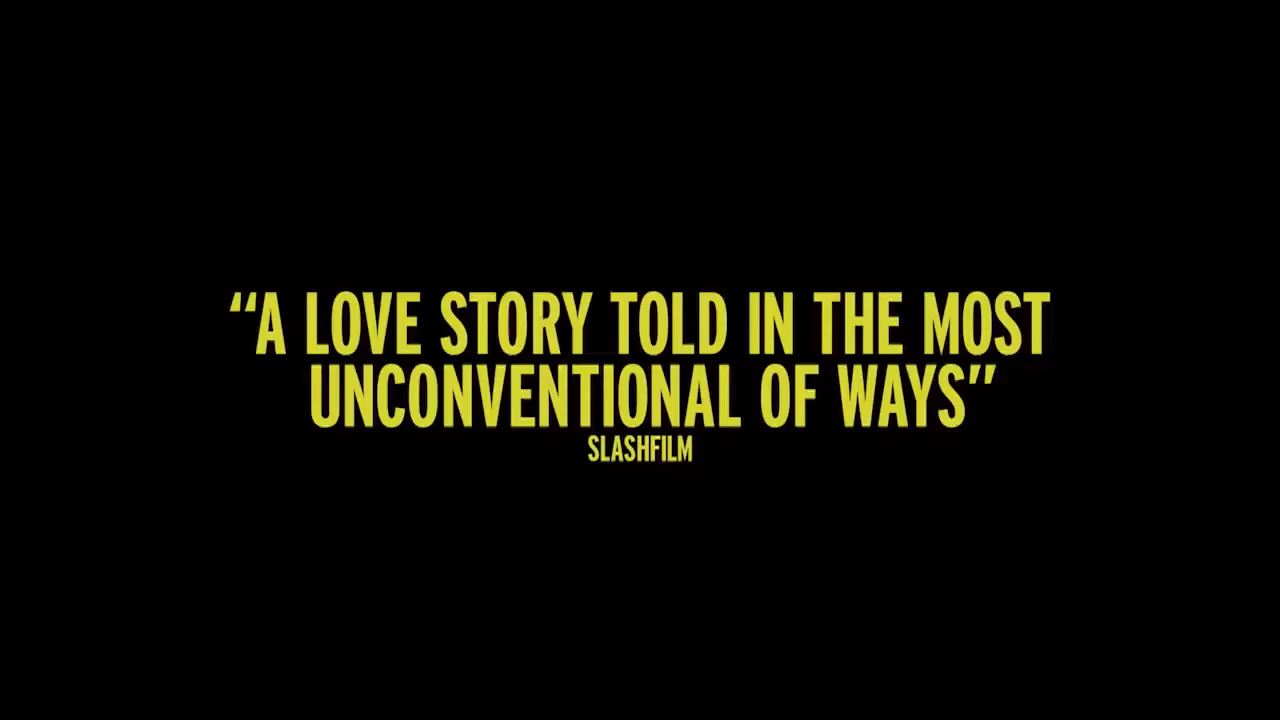 “A LOVE STORY TOLD IN THE MOST
UNCONVENTIONAL OF WAYS”
SLASHFILM